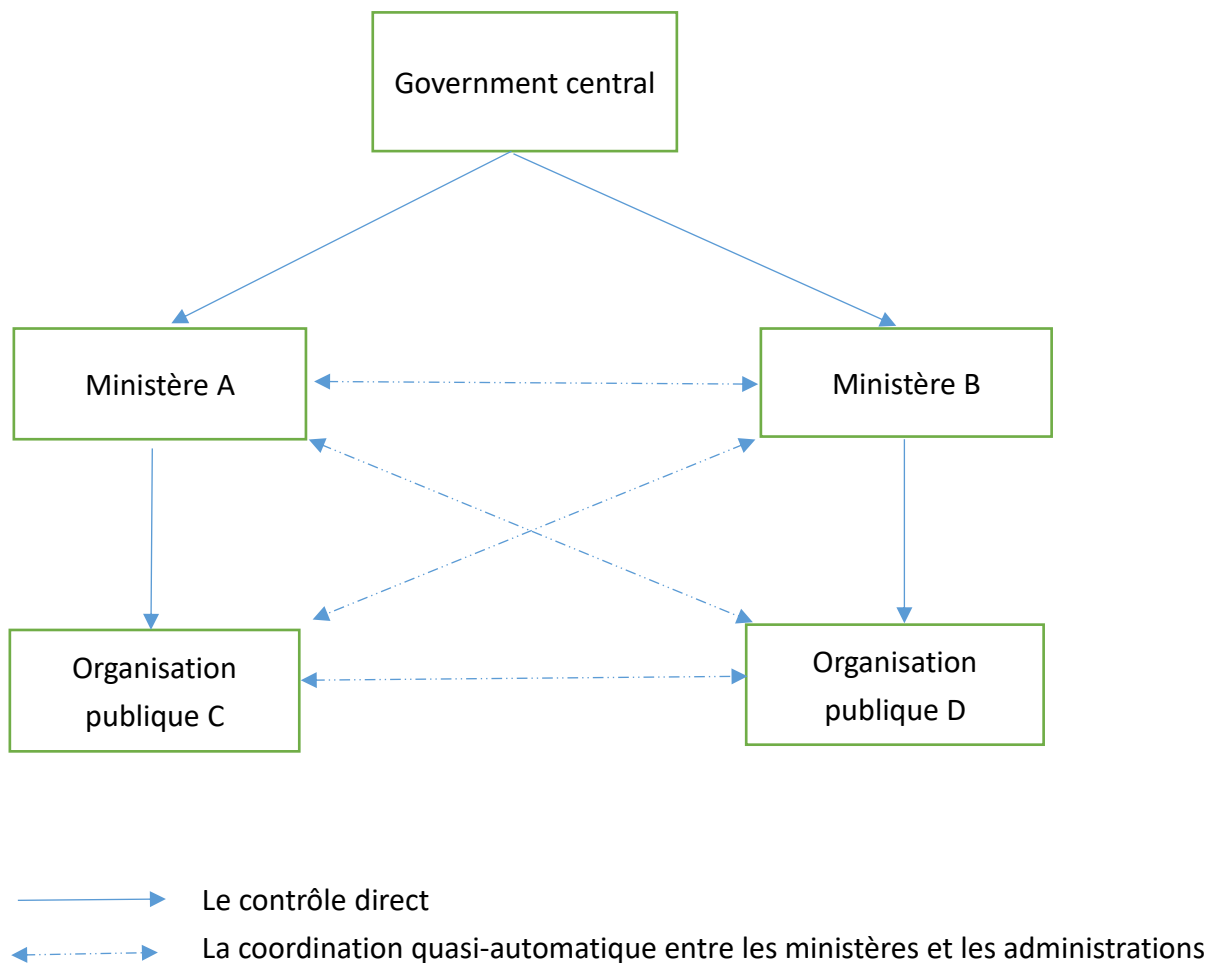 Government central
Ministère A
Ministère B
Organisation
publique C
Organisation
publique D
Le contrôle direct
La coordination quasi-automatique entre les ministères et les administrations